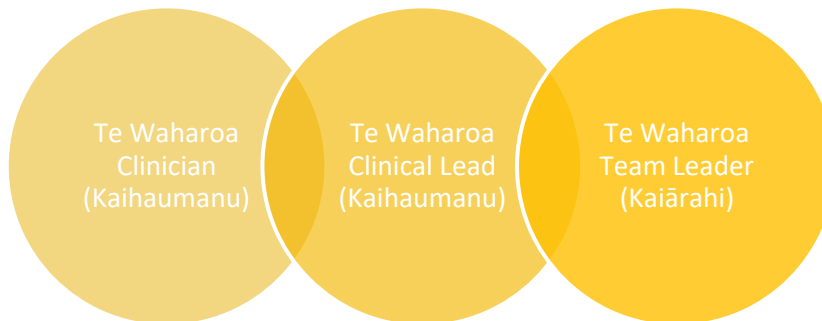 Te Waharoa
Clinician
(Kaihaumanu)
Te Waharoa
Clinical Lead
(Kaihaumanu)
Te Waharoa
Team Leader
(Kaiārahi)